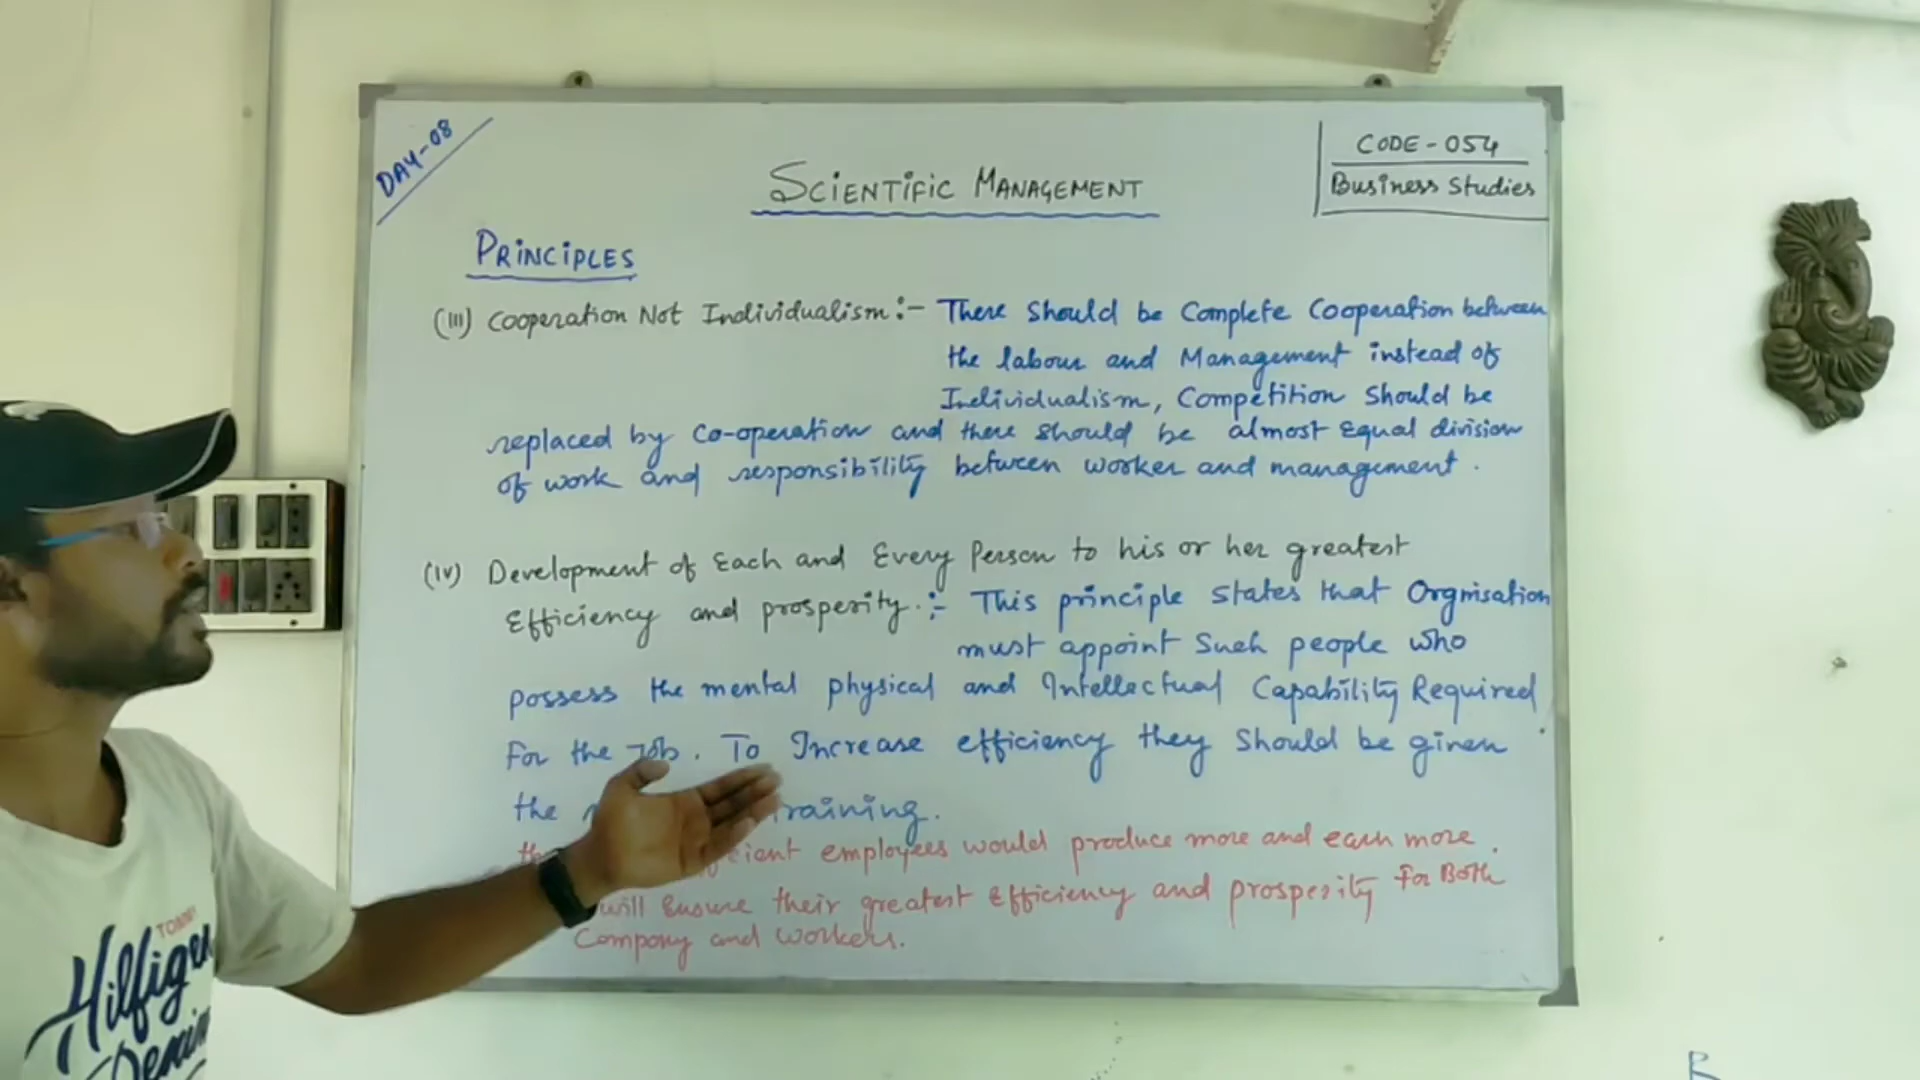 DAY-08
CODE-054
Business Studies
SCIENTIFIC MANAGEMENT
PRINCIPLES
(III) Cooperation Not Individualism :- There should be Complete Cooperation between
the labour and Management instead of
Individualism, Competition should be
replaced by Co-operation and there should be almost Equal division
of work and responsibility between worker and management.
(IV) Development of Each and Every Person to his or her greatest
Efficiency and prosperity. :- This principle states that Orgnisation
must appoint such people who
possess the mental physical and Intellectual Capability Required
For the Job. To Increase efficiency they should be given
the raining.
employees would produce more and earn more.
will Ensure their greatest Efficiency and prosperity For Both
Company and workers.
TOMMY
Hilfiger
Denim